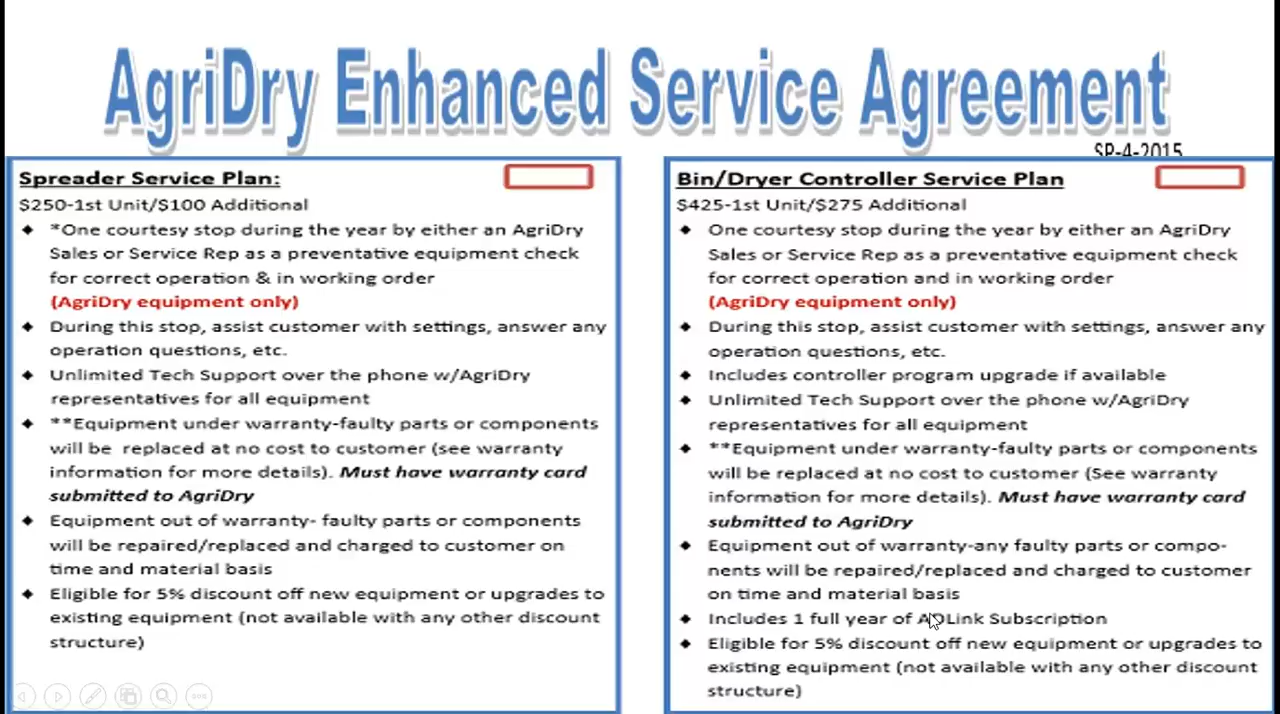 AgriDry Enhanced Service Agreement
SP-4-2015
Spreader Service Plan:
$250-1st Unit/$100 Additional
♦ *One courtesy stop during the year by either an AgriDry
Sales or Service Rep as a preventative equipment check
for correct operation & in working order
(AgriDry equipment only)
♦ During this stop, assist customer with settings, answer any
operation questions, etc.
♦ Unlimited Tech Support over the phone w/AgriDry
representatives for all equipment
♦ **Equipment under warranty-faulty parts or components
will be replaced at no cost to customer (see warranty
information for more details). Must have warranty card
submitted to AgriDry
♦ Equipment out of warranty- faulty parts or components
will be repaired/replaced and charged to customer on
time and material basis
♦ Eligible for 5% discount off new equipment or upgrades to
existing equipment (not available with any other discount
structure)
Bin/Dryer Controller Service Plan
$425-1st Unit/$275 Additional
♦ One courtesy stop during the year by either an AgriDry
Sales or Service Rep as a preventative equipment check
for correct operation and in working order
(AgriDry equipment only)
♦ During this stop, assist customer with settings, answer any
operation questions, etc.
♦ Includes controller program upgrade if available
♦ Unlimited Tech Support over the phone w/AgriDry
representatives for all equipment
♦ **Equipment under warranty-faulty parts or components
will be replaced at no cost to customer (See warranty
information for more details). Must have warranty card
submitted to AgriDry
♦ Equipment out of warranty-any faulty parts or compo-
nents will be repaired/replaced and charged to customer
on time and material basis
♦ Includes 1 full year of ADLink Subscription
♦ Eligible for 5% discount off new equipment or upgrades to
existing equipment (not available with any other discount
structure)